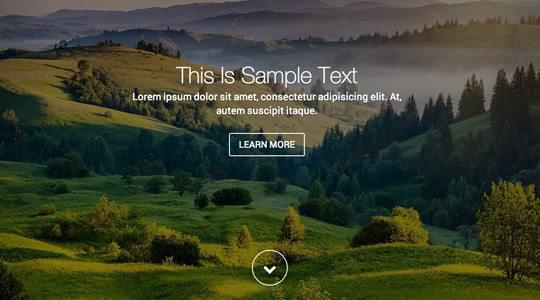 This Is Sample Text
Lorem ipsum dolor sit amet, consectetur adipisicing elit. At,
autem suscipit itaque.
LEARN MORE